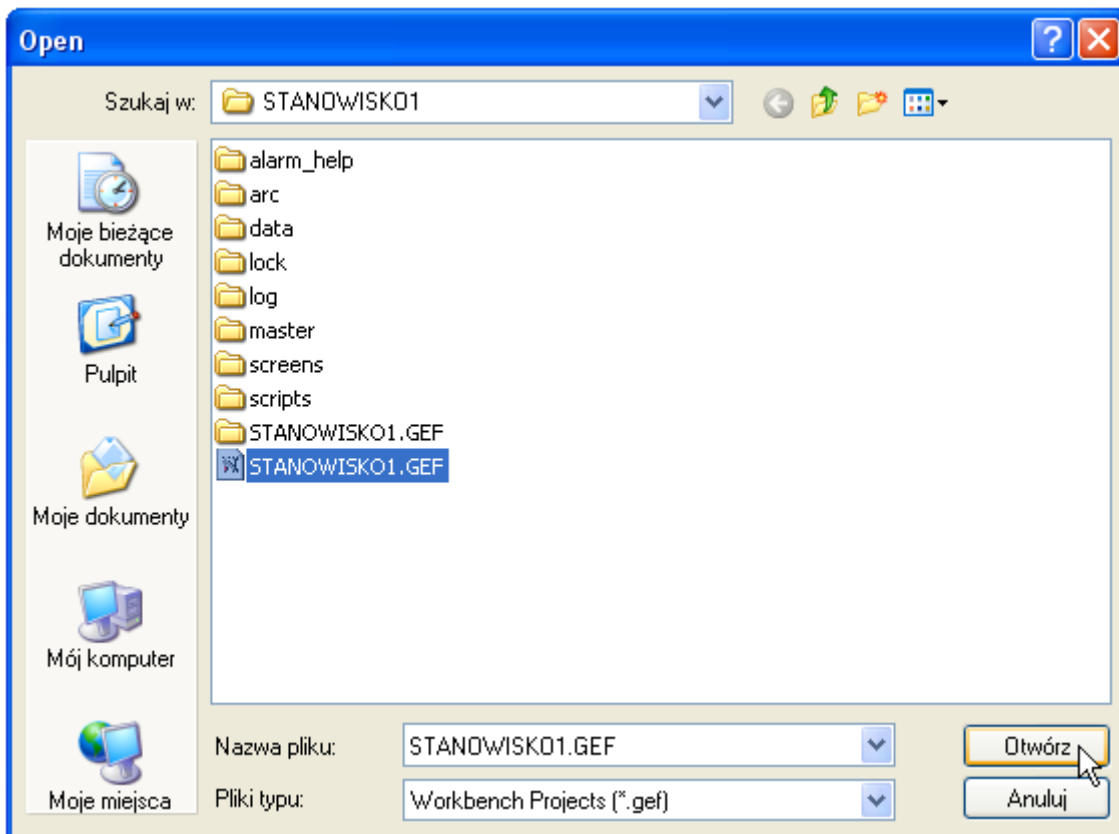 Open
Szukaj w:
STANOWISKO1
alarm_help
arc
data
lock
log
master
screens
scripts
STANOWISKO1.GEF
STANOWISKO1.GEF
Moje bieżące
dokumenty
Pulpit
Moje dokumenty
Mój komputer
Moje miejsca
Nazwa pliku:
STANOWISKO1.GEF
Otwórz
Pliki typu:
Workbench Projects (*.gef)
Anuluj